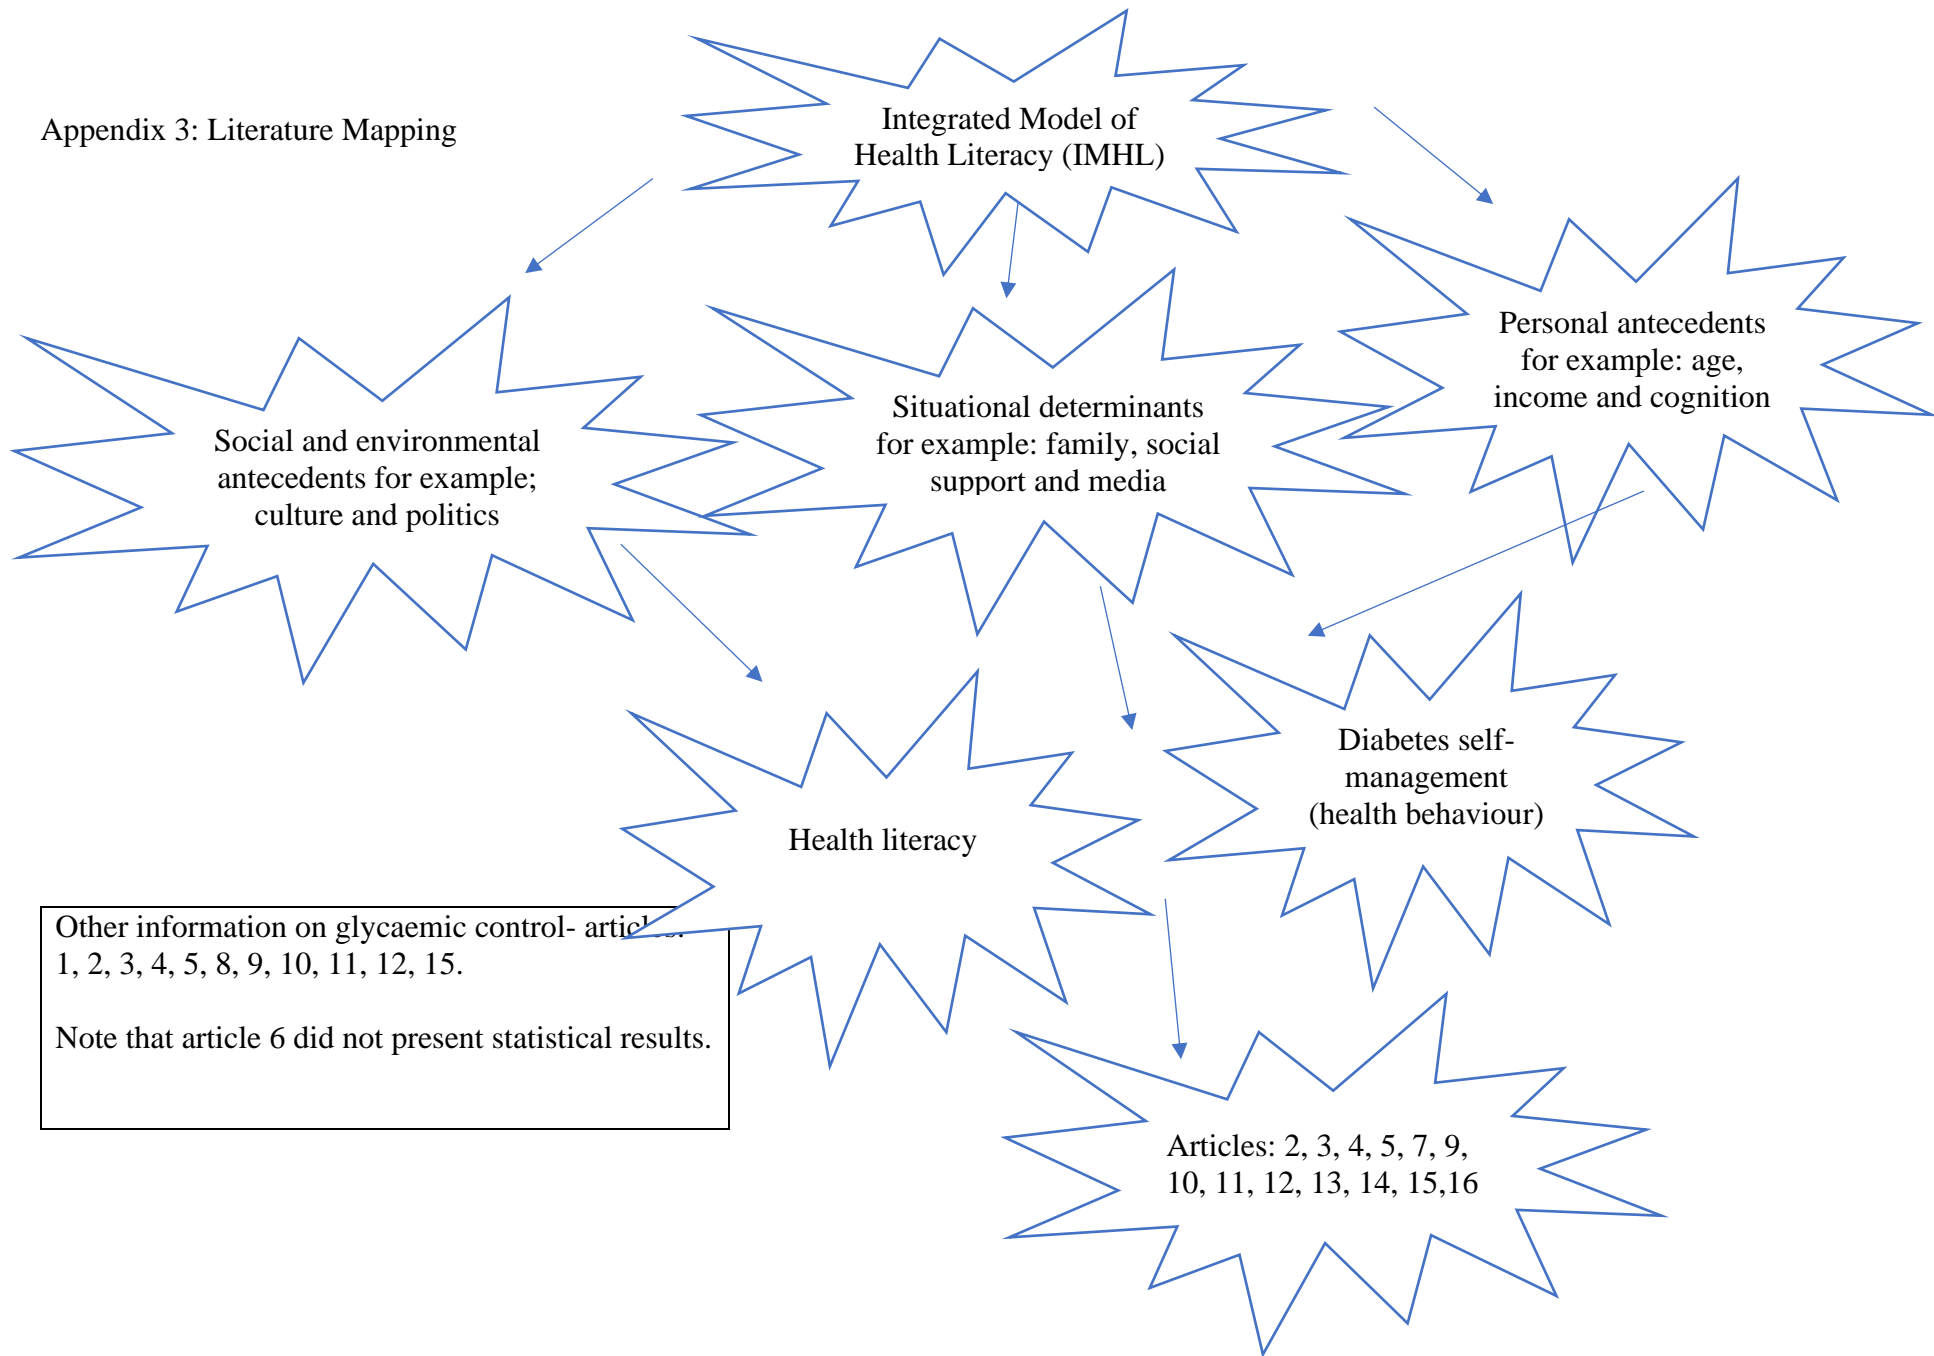 Appendix 3: Literature Mapping
Integrated Model of
Health Literacy (IMHL)
Social and environmental
antecedents for example;
culture and politics
Situational determinants
for example: family, social
support and media
Personal antecedents
for example: age,
income and cognition
Health literacy
Diabetes self-
management
(health behaviour)
Other information on glycaemic control- articles:
1, 2, 3, 4, 5, 8, 9, 10, 11, 12, 15.
Note that article 6 did not present statistical results.
Articles: 2, 3, 4, 5, 7, 9,
10, 11, 12, 13, 14, 15,16